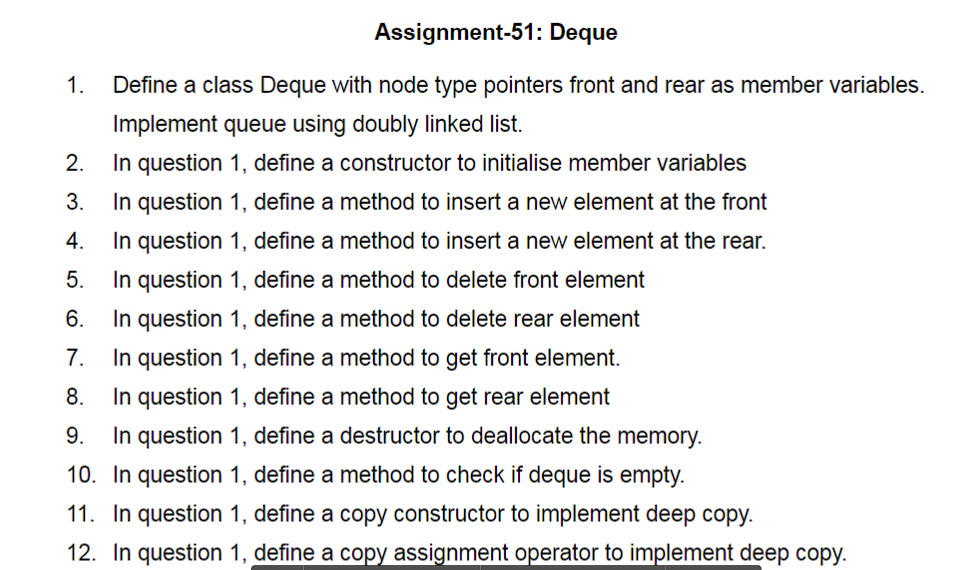 Assignment-51: Deque
1. Define a class Deque with node type pointers front and rear as member variables.
Implement queue using doubly linked list.
2. In question 1, define a constructor to initialise member variables
3. In question 1, define a method to insert a new element at the front
4. In question 1, define a method to insert a new element at the rear.
5. In question 1, define a method to delete front element
6. In question 1, define a method to delete rear element
7. In question 1, define a method to get front element.
8. In question 1, define a method to get rear element
9. In question 1, define a destructor to deallocate the memory.
10. In question 1, define a method to check if deque is empty.
11. In question 1, define a copy constructor to implement deep copy.
12. In question 1, define a copy assignment operator to implement deep copy.